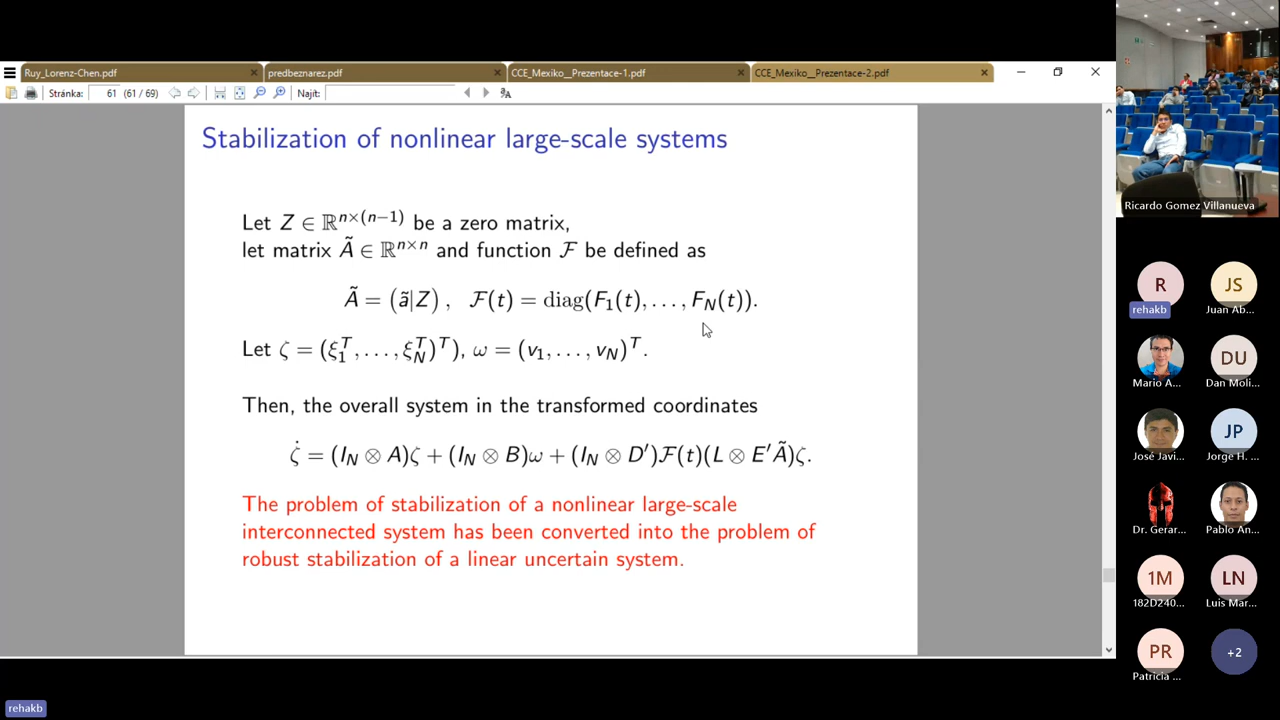 Ruy_Lorenz-Chen.pdf
predbeznarez.pdf
CCE_Mexiko__Prezentace-1.pdf
CCE_Mexiko__Prezentace-2.pdf
Stránka: 61 (61 / 69)
Najít:
Stabilization of nonlinear large-scale systems
Let Z ∈ ℝ^{n×(n−1)} be a zero matrix,
let matrix Ã ∈ ℝ^{n×n} and function ℱ be defined as
Ã = (ã|Z), ℱ(t) = diag(F₁(t), . . . , F_N(t)).
Let ζ = (ξ₁^T, . . . , ξ_N^T)^T), ω = (v₁, . . . , v_N)^T.
Then, the overall system in the transformed coordinates
ζ̇ = (I_N ⊗ A)ζ + (I_N ⊗ B)ω + (I_N ⊗ D′)ℱ(t)(L ⊗ E′Ã)ζ.
The problem of stabilization of a nonlinear large-scale
interconnected system has been converted into the problem of
robust stabilization of a linear uncertain system.
Ricardo Gomez Villanueva
R
rehakb
JS
Juan Ab...
Mario A...
DU
Dan Moli...
José Javi...
JP
Jorge H. ...
Dr. Gerar...
Pablo An...
1M
182D240...
LN
Luis Mar...
PR
Patricia ...
+2
rehakb